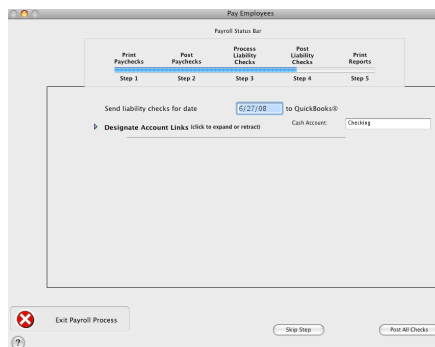 Pay Employees
Payroll Status Bar
Print Paychecks
Post Paychecks
Process Liability Checks
Post Liability Checks
Print Reports
Step 1
Step 2
Step 3
Step 4
Step 5
Send liability checks for date 6/27/08 to QuickBooks®
Designate Account Links (click to expand or retract) Cash Account: Checking
Exit Payroll Process
Skip Step
Post All Checks
?